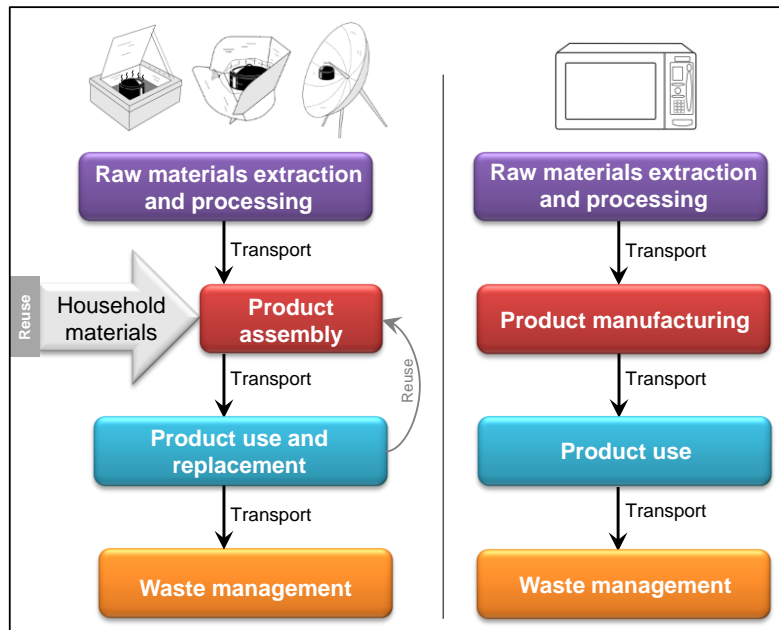 Raw materials extraction
and processing
Transport
Reuse
Household
materials
Product
assembly
Transport
Reuse
Product use and
replacement
Transport
Waste management
Raw materials extraction
and processing
Transport
Product manufacturing
Transport
Product use
Transport
Waste management